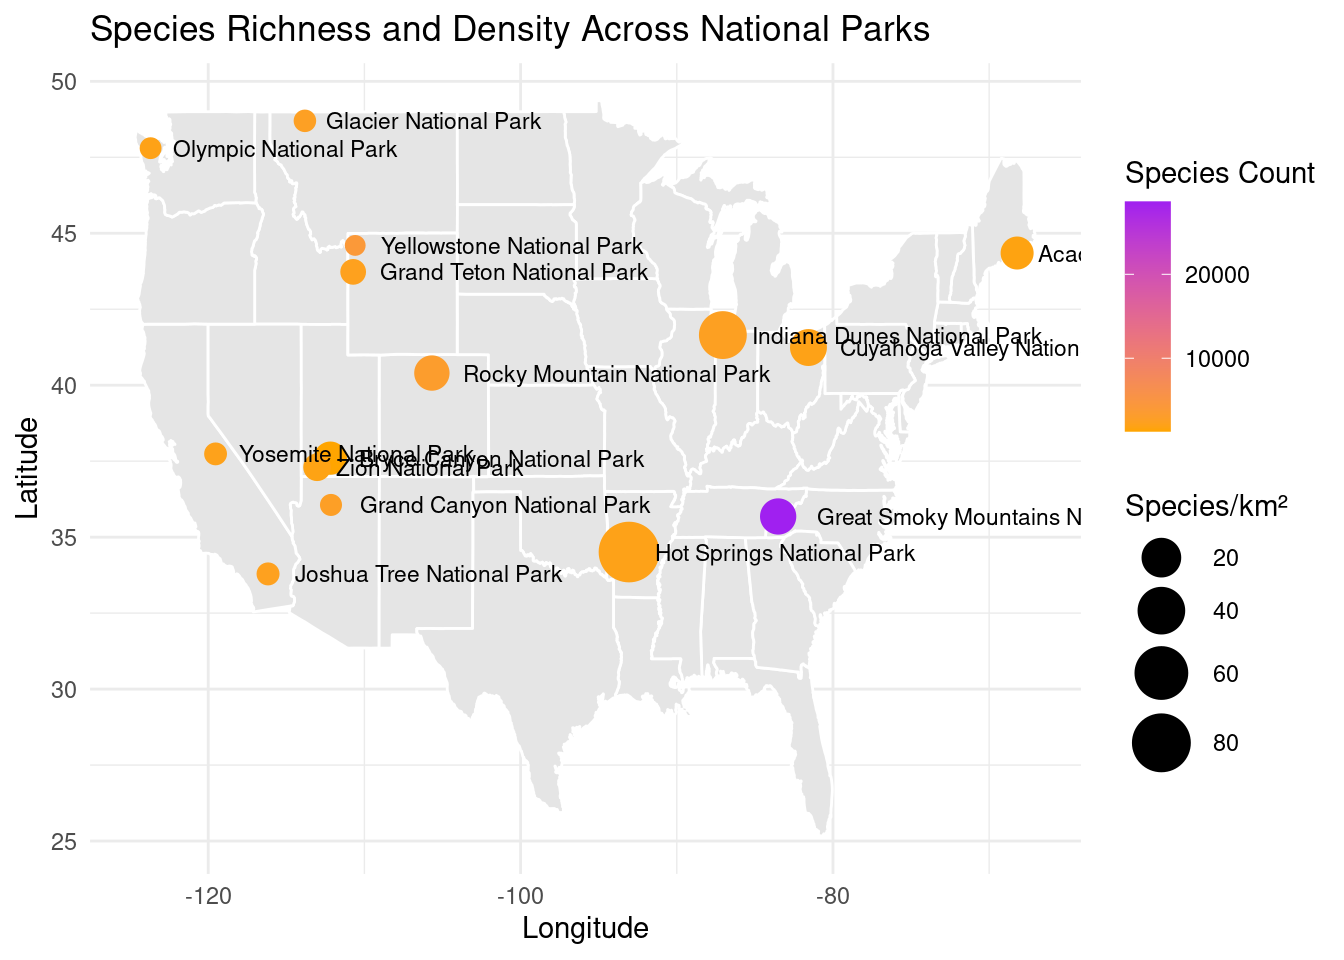 Species Richness and Density Across National Parks
50
45
40
35
30
25
Latitude
-120
-100
-80
Longitude
Glacier National Park
Olympic National Park
Yellowstone National Park
Grand Teton National Park
Acad
Indiana Dunes National Park
Cuyahoga Valley Nation
Rocky Mountain National Park
Yosemite National Park
Bryce Canyon National Park
Zion National Park
Grand Canyon National Park
Great Smoky Mountains N
Hot Springs National Park
Joshua Tree National Park
Species Count
20000
10000
Species/km²
20
40
60
80